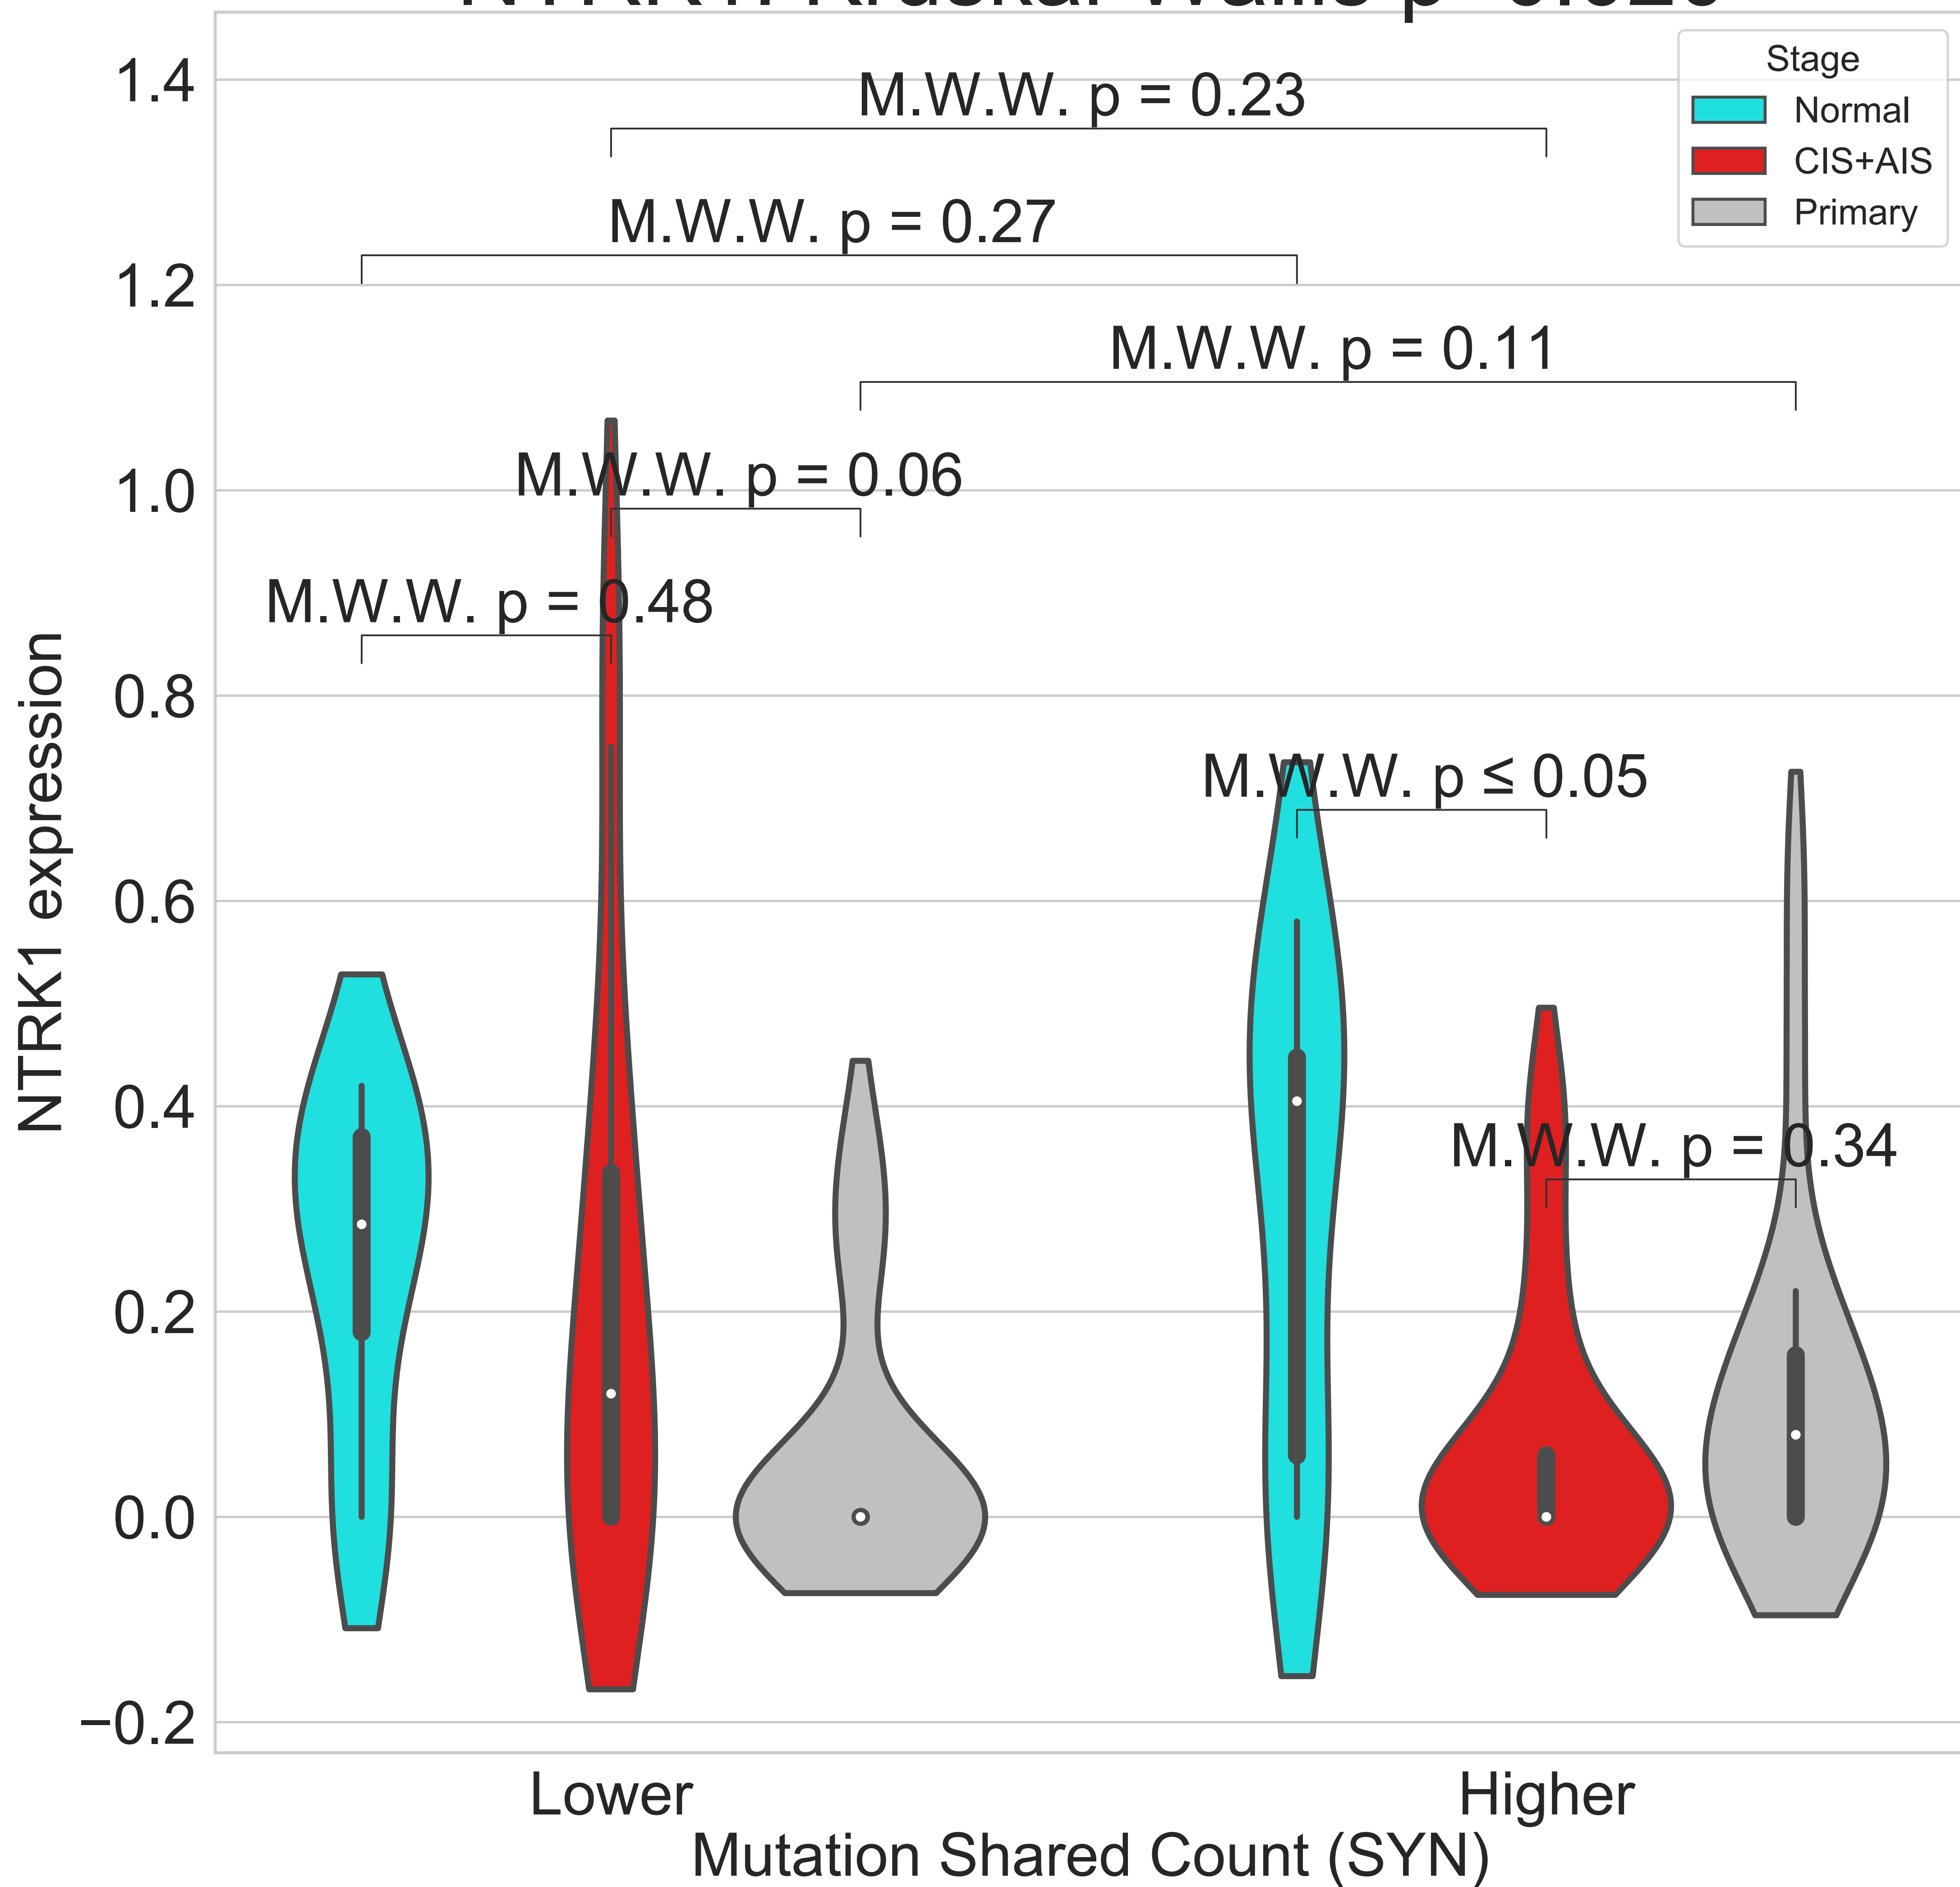 Stage
Normal
CIS+AIS
Primary
M.W.W. p = 0.23
M.W.W. p = 0.27
M.W.W. p = 0.11
M.W.W. p = 0.06
M.W.W. p = 0.48
M.W.W. p ≤ 0.05
M.W.W. p = 0.34
1.4
1.2
1.0
0.8
0.6
0.4
0.2
0.0
−0.2
NTRK1 expression
Lower
Higher
Mutation Shared Count (SYN)